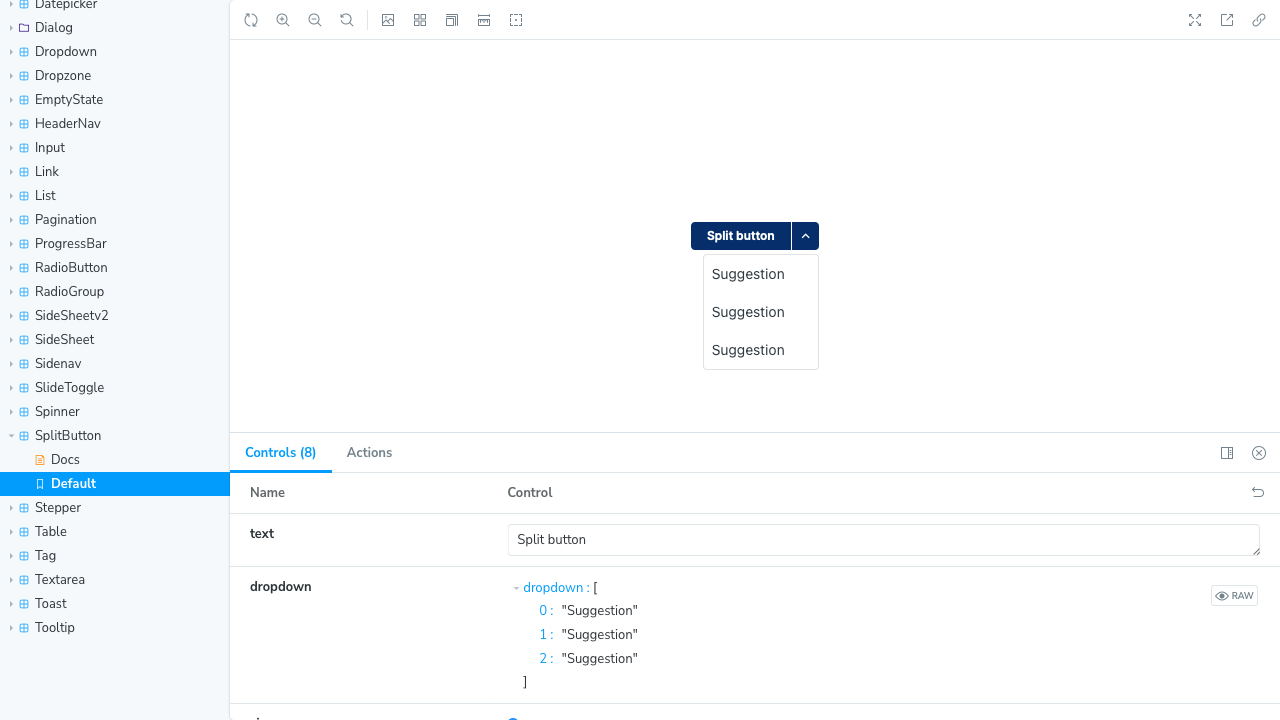 Datepicker
Dialog
Dropdown
Dropzone
EmptyState
HeaderNav
Input
Link
List
Pagination
ProgressBar
RadioButton
RadioGroup
SideSheetv2
SideSheet
Sidenav
SlideToggle
Spinner
SplitButton
Docs
Default
Stepper
Table
Tag
Textarea
Toast
Tooltip
Split button
Suggestion
Suggestion
Suggestion
Controls (8)
Actions
Name
Control
text
Split button
dropdown
dropdown : [
0 : "Suggestion"
1 : "Suggestion"
2 : "Suggestion"
]
RAW